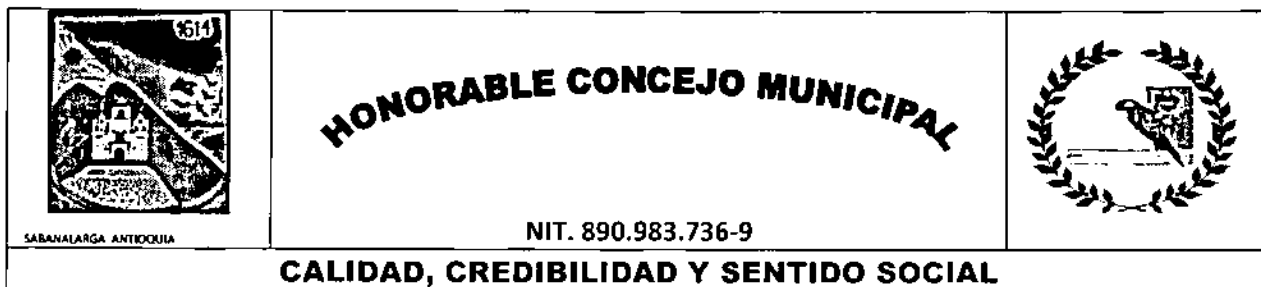 1614
SABANALARGA ANTIOQUIA
HONORABLE CONCEJO MUNICIPAL
NIT. 890.983.736-9
CALIDAD, CREDIBILIDAD Y SENTIDO SOCIAL